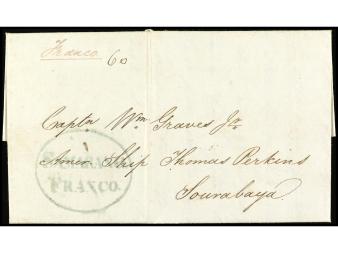 Franco
60
Captn Wm Graves Jr
Amer Ship Thomas Perkins
FRANCO.
Sourabaya